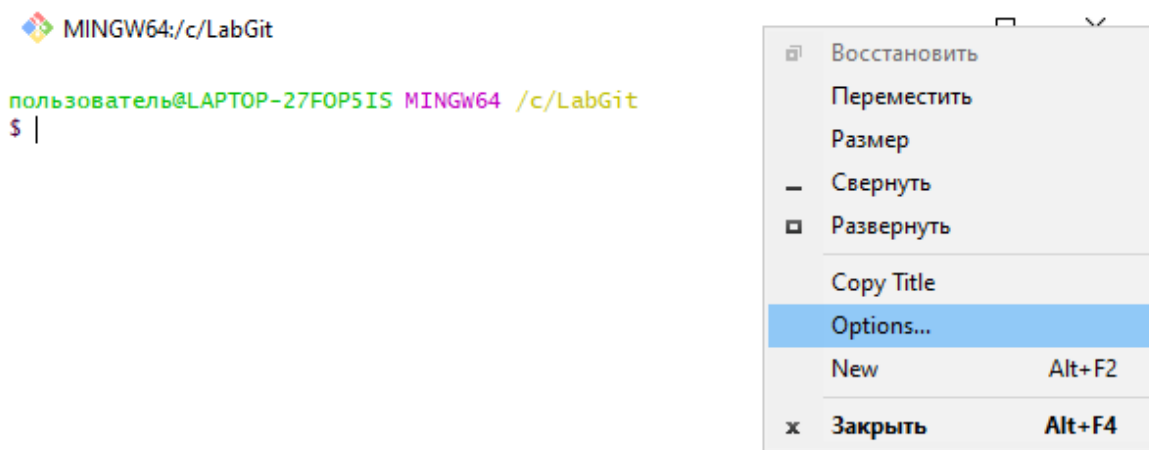 MINGW64:/c/LabGit
пользователь@LAPTOP-27FOP5IS MINGW64 /c/LabGit
$
Восстановить
Переместить
Размер
Свернуть
Развернуть
Copy Title
Options...
New Alt+F2
Закрыть Alt+F4